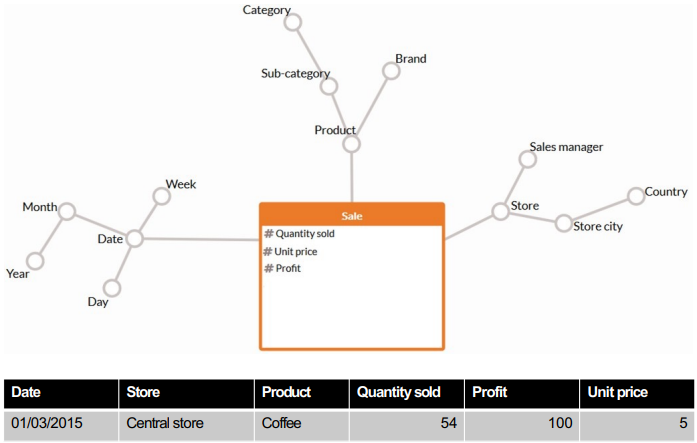 Category
Brand
Sub-category
Product
Sales manager
Week
Country
Month
Store
Sale
Store city
# Quantity sold
Date
# Unit price
# Profit
Year
Day
Date Store Product Quantity sold Profit Unit price
01/03/2015 Central store Coffee 54 100 5